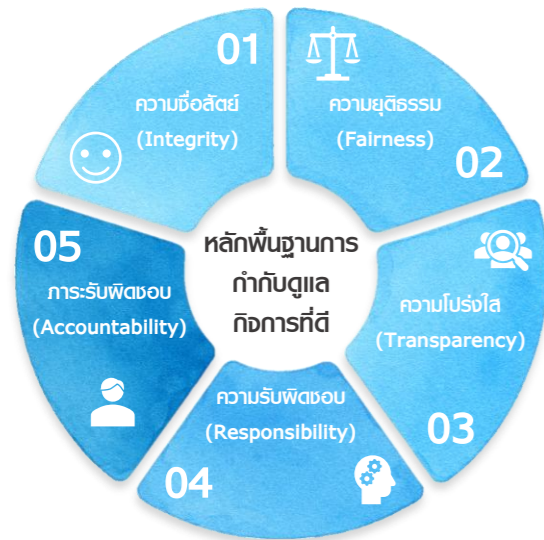 หลักพื้นฐานการ
กำกับดูแล
กิจการที่ดี
01
ความซื่อสัตย์
(Integrity)
ความยุติธรรม
(Fairness)
02
ความโปร่งใส
(Transparency)
03
ความรับผิดชอบ
(Responsibility)
04
05
ภาระรับผิดชอบ
(Accountability)